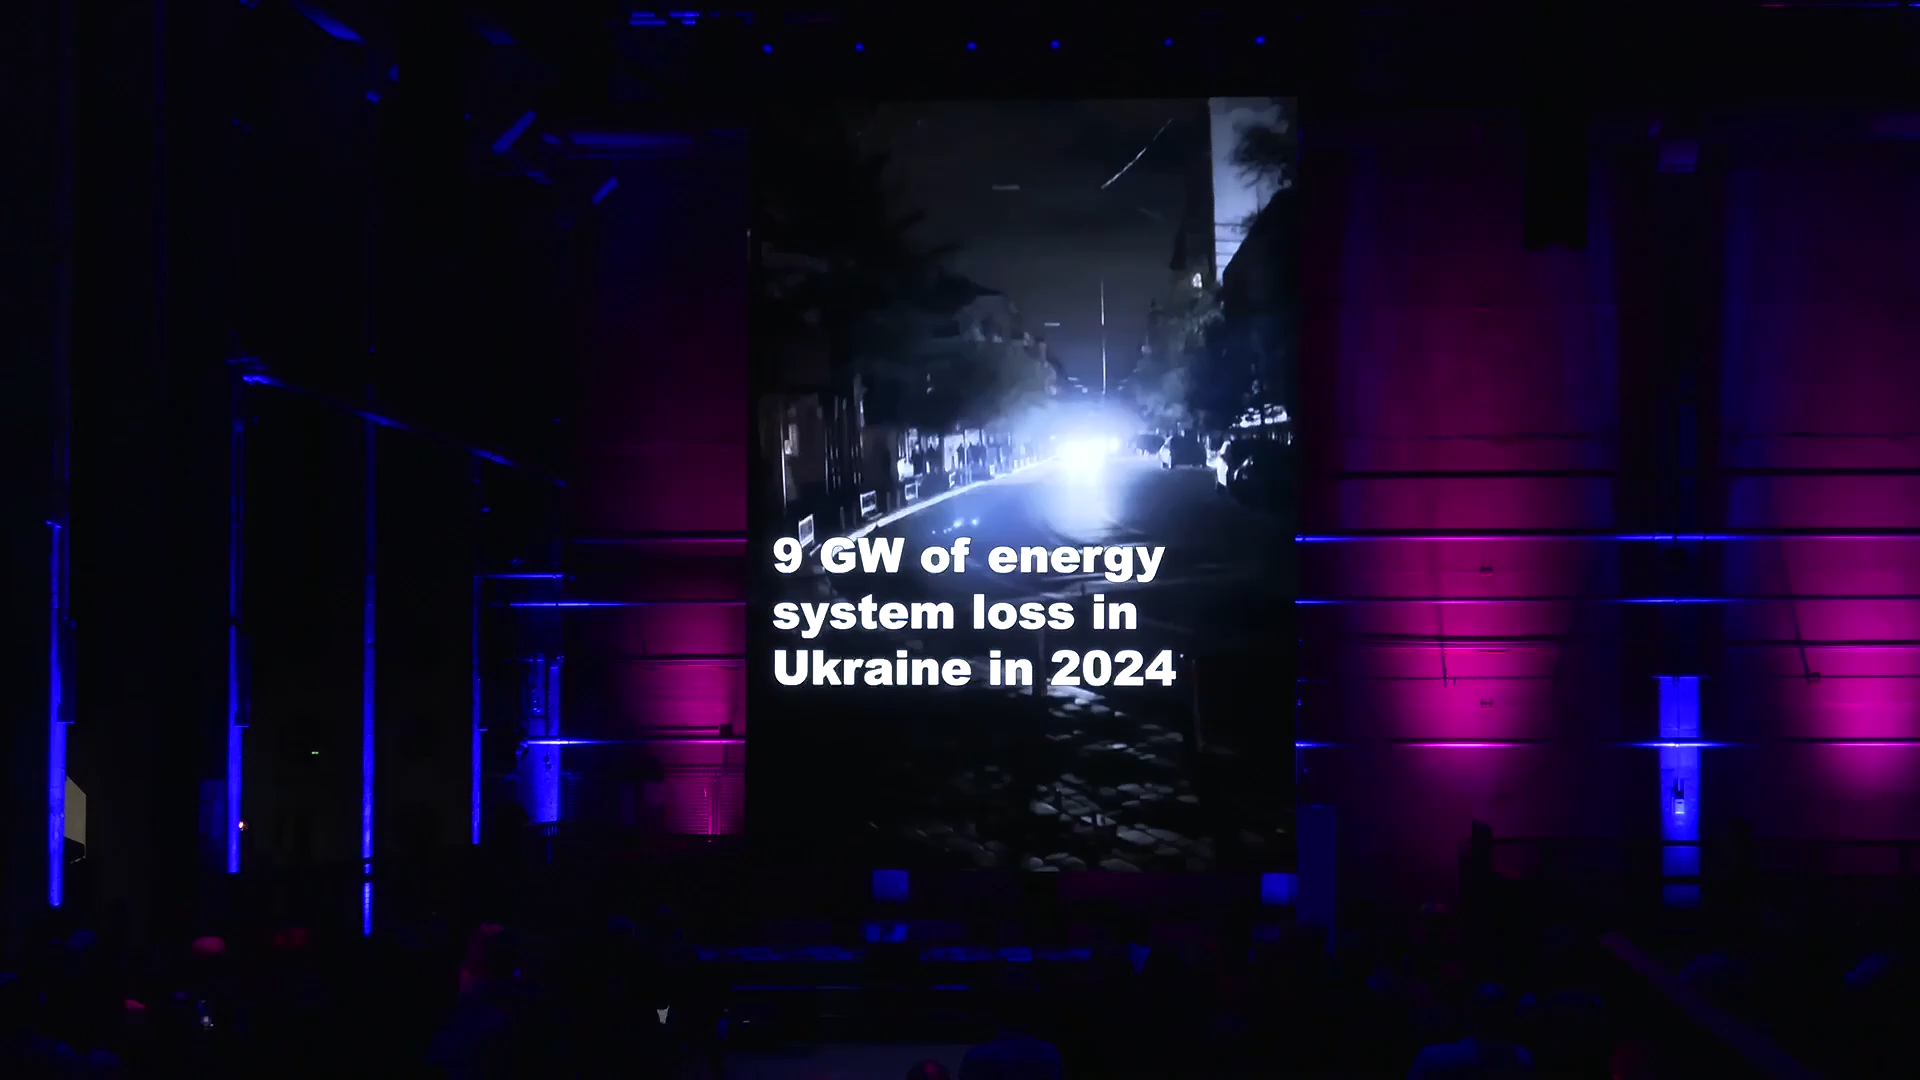 9 GW of energy
system loss in
Ukraine in 2024